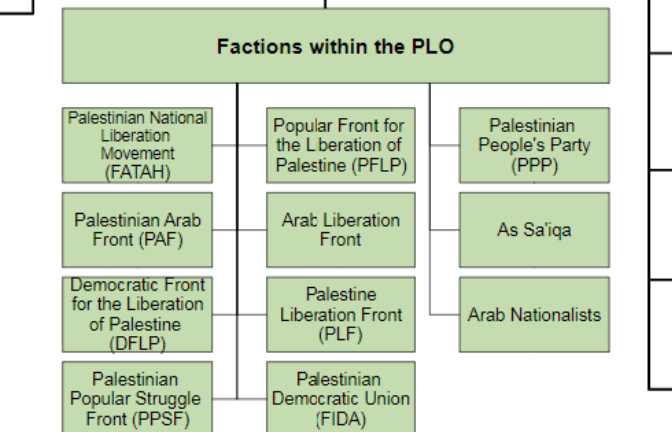 Factions within the PLO
Palestinian National
Liberation
Movement
(FATAH)
Popular Front for
the Liberation of
Palestine (PFLP)
Palestinian
People's Party
(PPP)
Palestinian Arab
Front (PAF)
Arab Liberation
Front
As Sa'iqa
Democratic Front
for the Liberation
of Palestine
(DFLP)
Palestine
Liberation Front
(PLF)
Arab Nationalists
Palestinian
Popular Struggle
Front (PPSF)
Palestinian
Democratic Union
(FIDA)